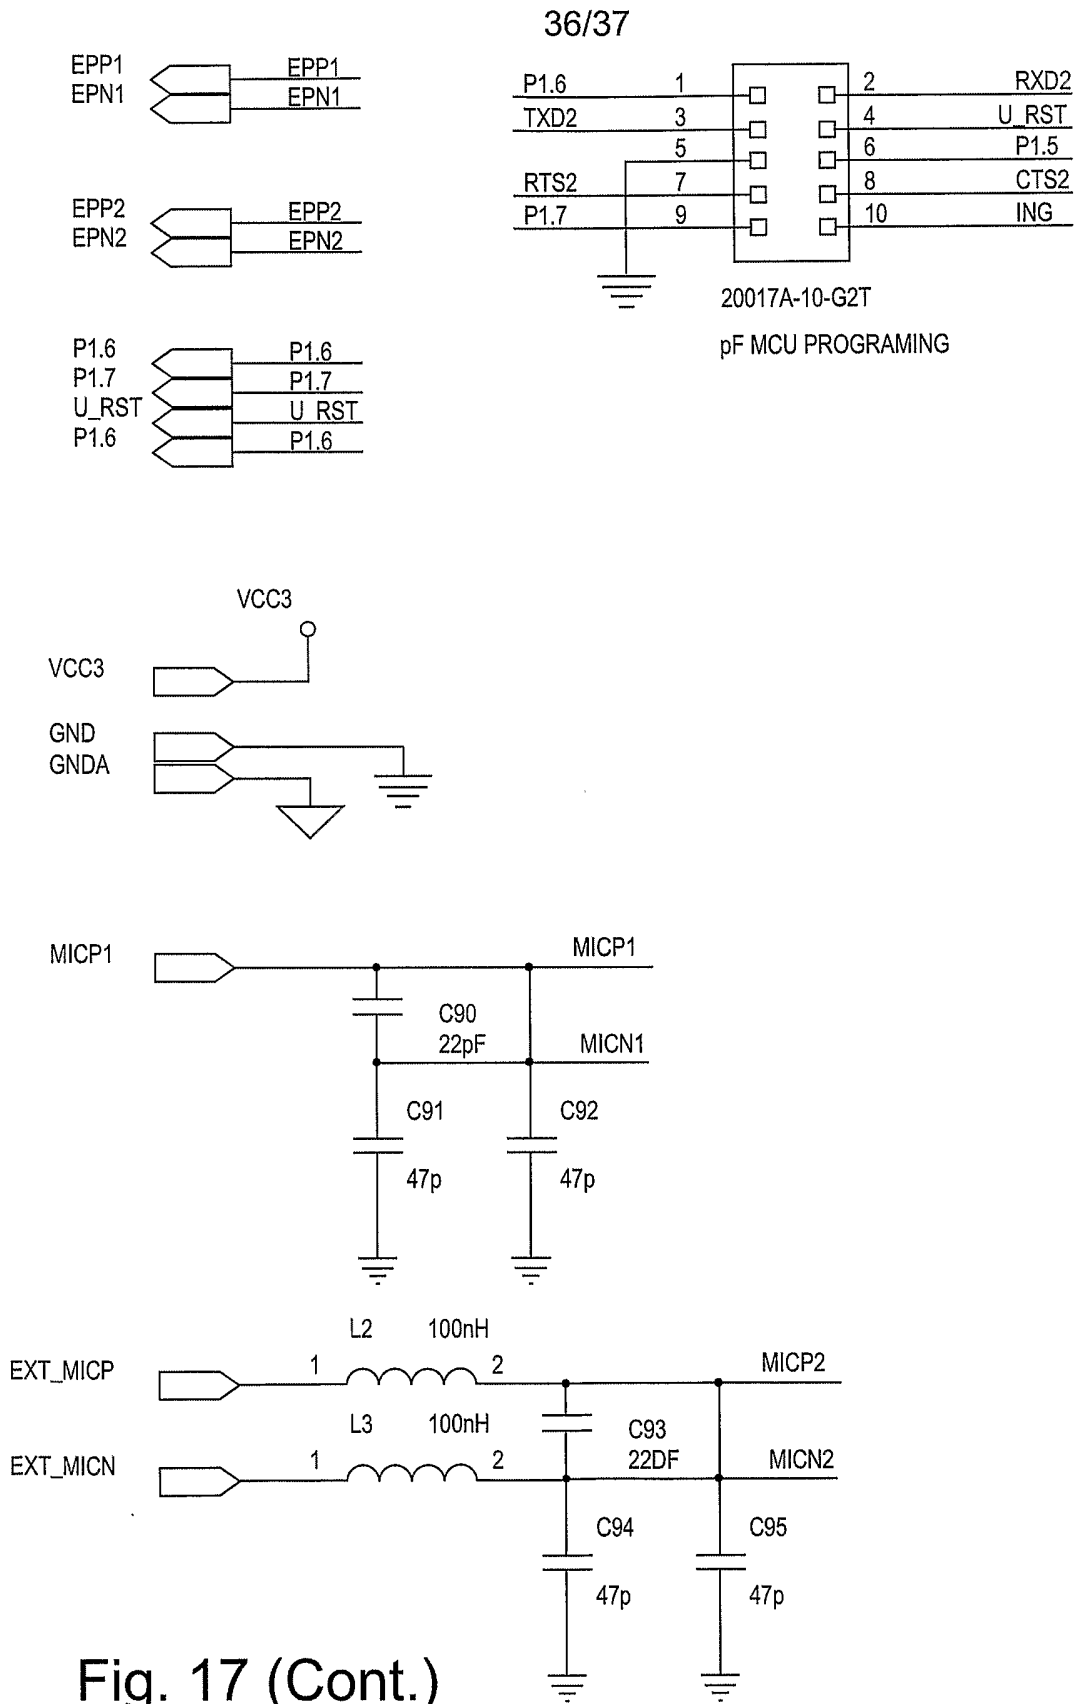 36/37
EPP1 EPP1
EPN1 EPN1
EPP2 EPP2
EPN2 EPN2
P1.6 P1.6
P1.7 P1.7
U_RST U_RST
P1.6 P1.6
P1.6 1 2 RXD2
TXD2 3 4 U_RST
5 6 P1.5
RTS2 7 8 CTS2
P1.7 9 10 ING
20017A-10-G2T
pF MCU PROGRAMING
VCC3
VCC3
GND
GNDA
MICP1 MICP1
C90
22pF MICN1
C91 C92
47p 47p
L2 100nH
EXT_MICP 1 2 MICP2
L3 100nH C93
EXT_MICN 1 2 22DF MICN2
C94 C95
47p 47p
Fig. 17 (Cont.)